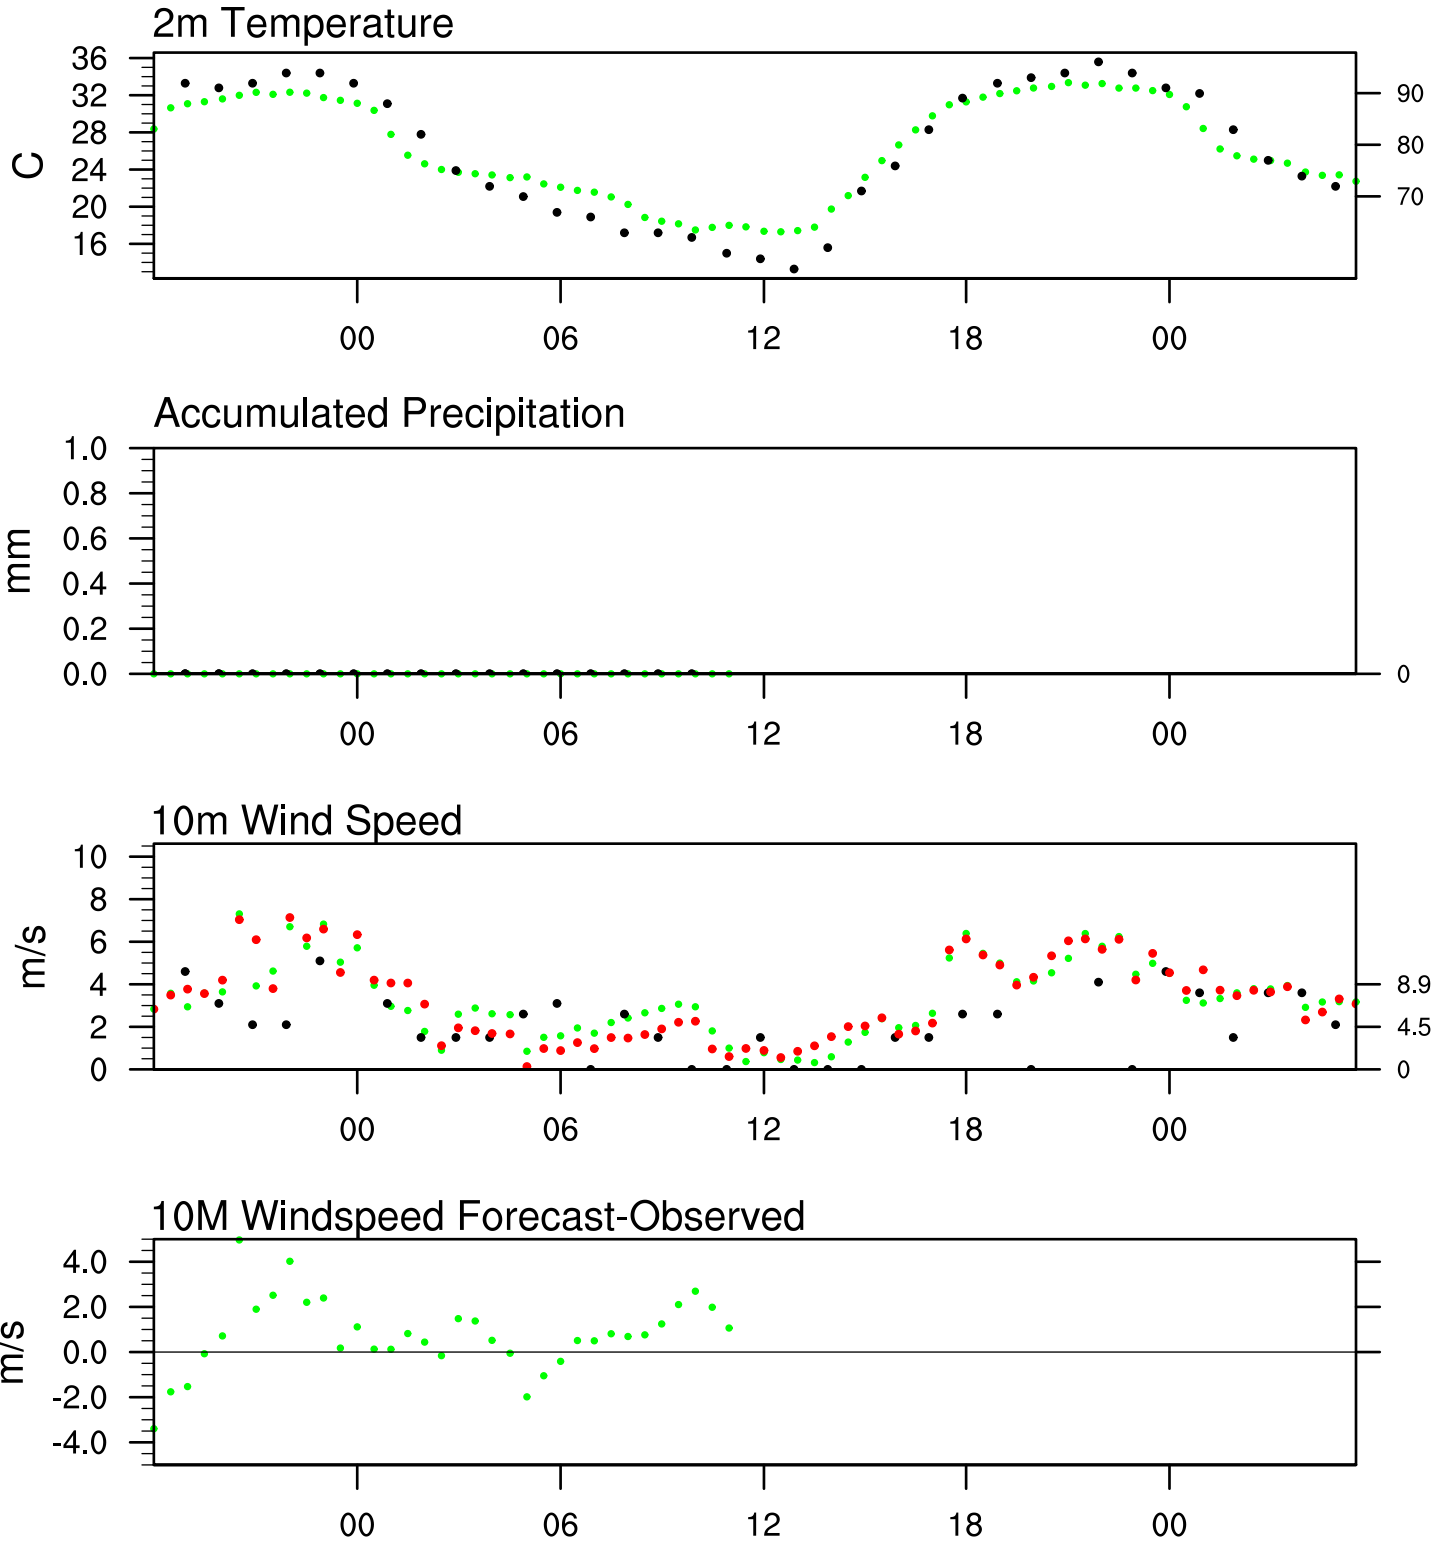 2m Temperature
36
32
28
24
20
16
C
90
80
70
00 06 12 18 00
Accumulated Precipitation
1.0
0.8
0.6
0.4
0.2
0.0
mm
0
00 06 12 18 00
10m Wind Speed
10
8
6
4
2
0
m/s
8.9
4.5
0
00 06 12 18 00
10M Windspeed Forecast-Observed
4.0
2.0
0.0
-2.0
-4.0
m/s
00 06 12 18 00